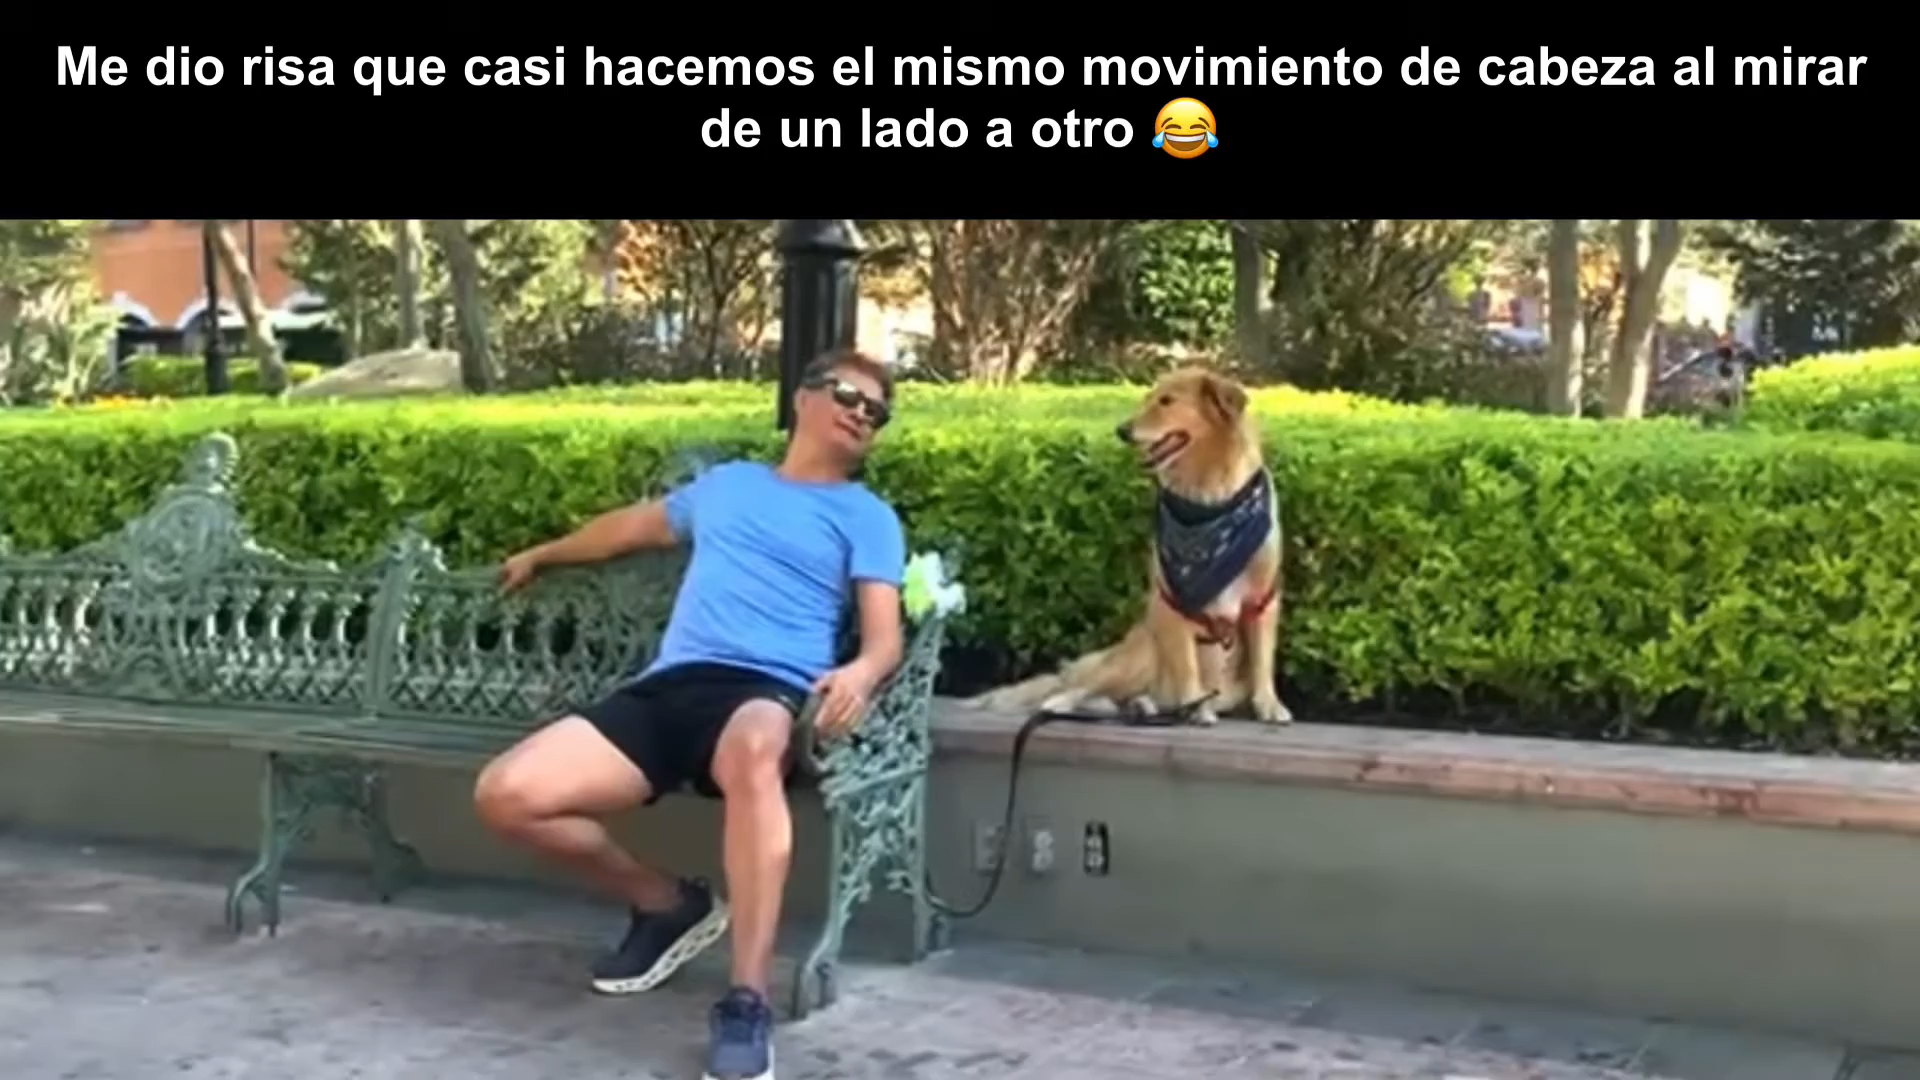 Me dio risa que casi hacemos el mismo movimiento de cabeza al mirar
de un lado a otro 😂